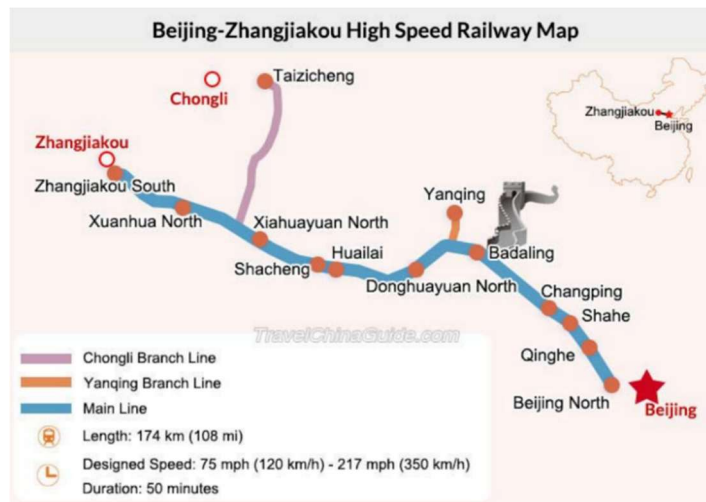 Beijing-Zhangjiakou High Speed Railway Map
Taizicheng
Chongli
Zhangjiakou
Beijing
Zhangjiakou
Zhangjiakou South
Yanqing
Xuanhua North
Xiahuayuan North
Badaling
Huailai
Shacheng
Donghuayuan North
Changping
Shahe
TravelChinaGuide.com
Qinghe
Chongli Branch Line
Yanqing Branch Line
Beijing North
Beijing
Main Line
Length: 174 km (108 mi)
Designed Speed: 75 mph (120 km/h) - 217 mph (350 km/h)
Duration: 50 minutes